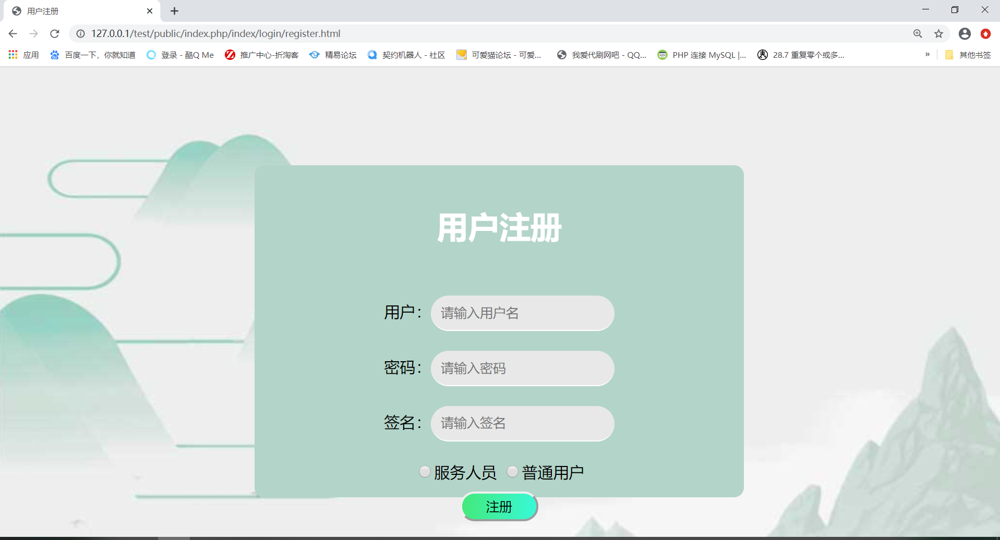 用户注册
127.0.0.1/test/public/index.php/index/login/register.html
应用 百度一下，你就知道 登录 - 酷Q Me 推广中心-折淘客 精易论坛 契约机器人 - 社区 可爱猫论坛 - 可爱... 我爱代刷网吧 - QQ... PHP 连接 MySQL |... 28.7 重复零个或多... » 其他书签
用户注册
用户： 请输入用户名
密码： 请输入密码
签名： 请输入签名
服务人员 普通用户
注册